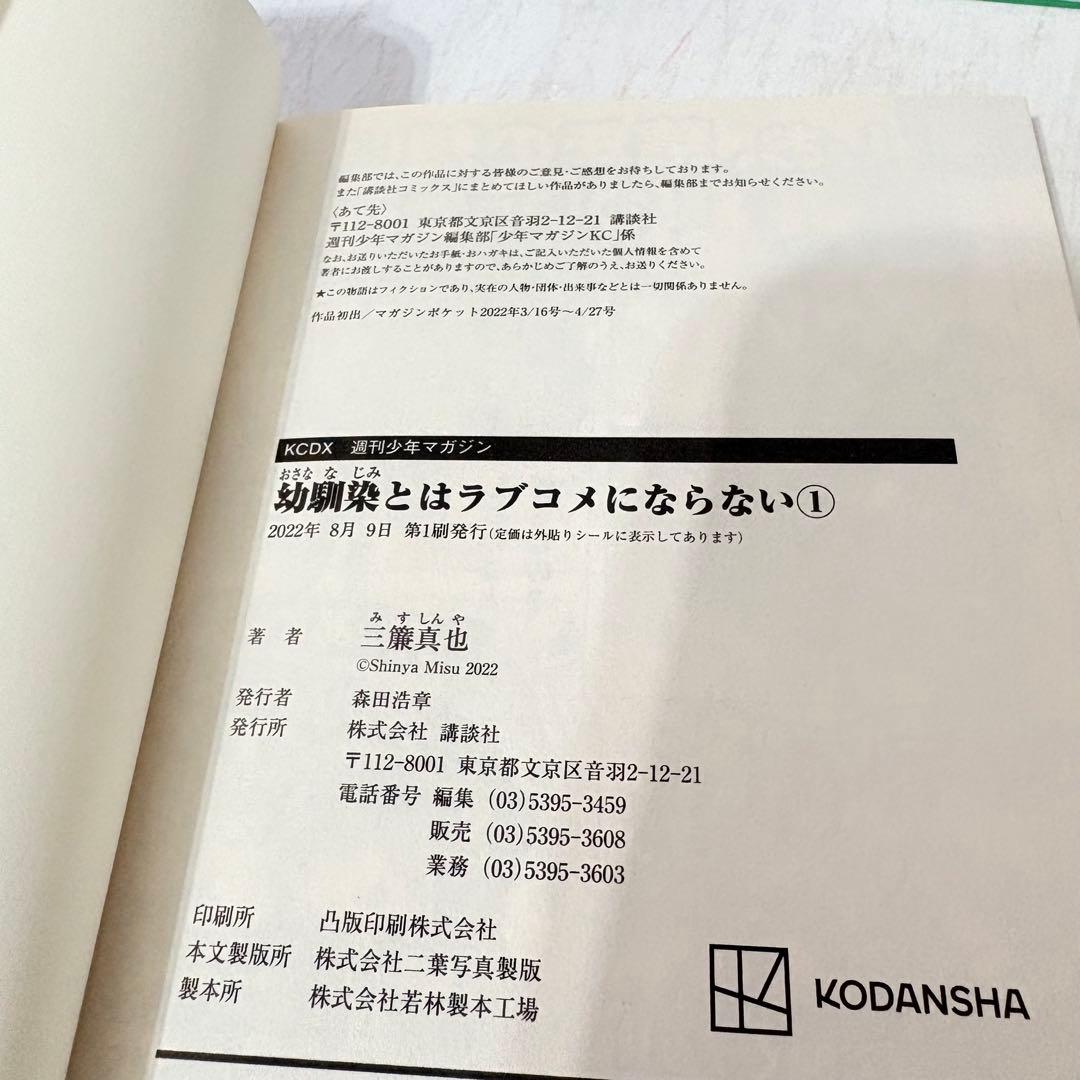 編集部では、この作品に対する皆様のご意見・ご感想をお待ちしております。
また「講談社コミックス」にまとめてほしい作品がありましたら、編集部までお知らせください。
〈あて先〉
〒112-8001 東京都文京区音羽2-12-21 講談社
週刊少年マガジン編集部「少年マガジンKC」係
なお、お送りいただいたお手紙・おハガキは、ご記入いただいた個人情報を含めて
著者にお渡しすることがありますので、あらかじめご了解のうえ、お送りください。
★この物語はフィクションであり、実在の人物・団体・出来事などとは一切関係ありません。
作品初出／マガジンポケット2022年3/16号～4/27号
KCDX 週刊少年マガジン
おさな な じみ
幼馴染とはラブコメにならない①
2022年 8月 9日 第1刷発行(定価は外貼りシールに表示してあります)
み す しん や
著 者 三簾真也
©Shinya Misu 2022
発行者 森田浩章
発行所 株式会社 講談社
〒112-8001 東京都文京区音羽2-12-21
電話番号 編集 (03)5395-3459
販売 (03)5395-3608
業務 (03)5395-3603
印刷所 凸版印刷株式会社
本文製版所 株式会社二葉写真製版
製本所 株式会社若林製本工場
KODANSHA